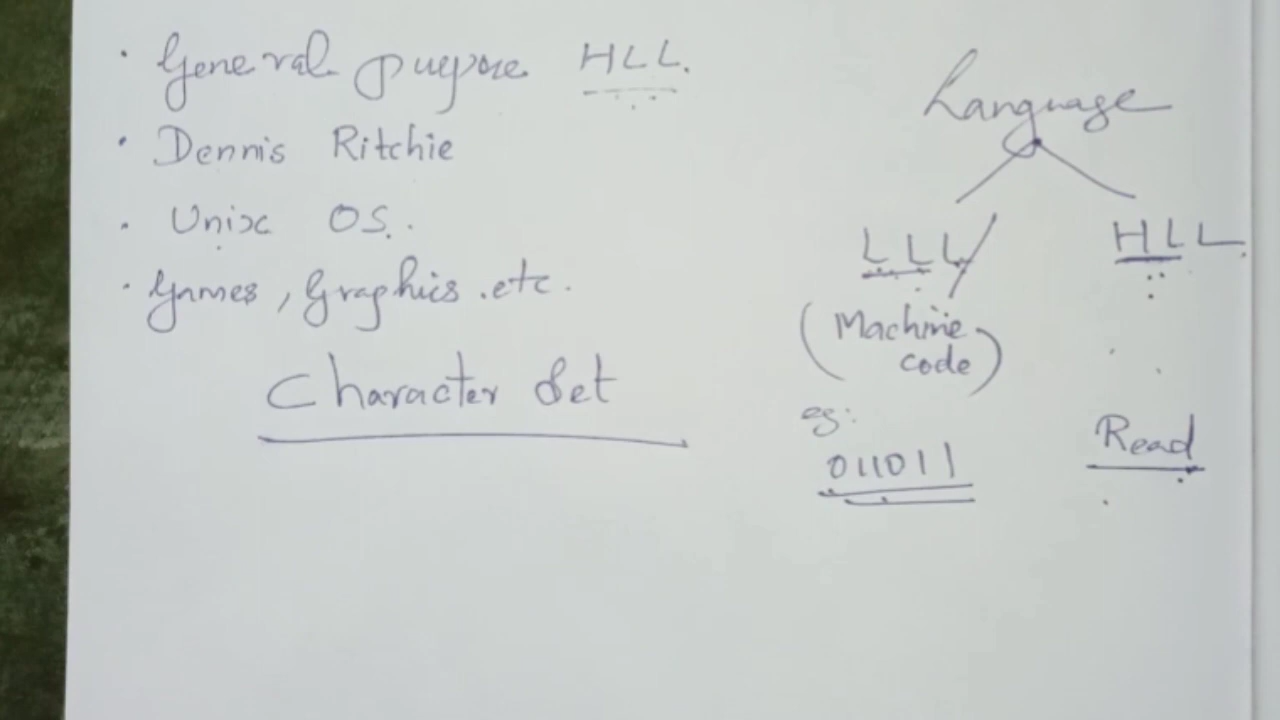 · General purpose HLL.
· Dennis Ritchie
· Unix OS.
· Games, Graphics .etc.
Character Set
Language
LLL HLL
(Machine
code)
eg:
011011
Read